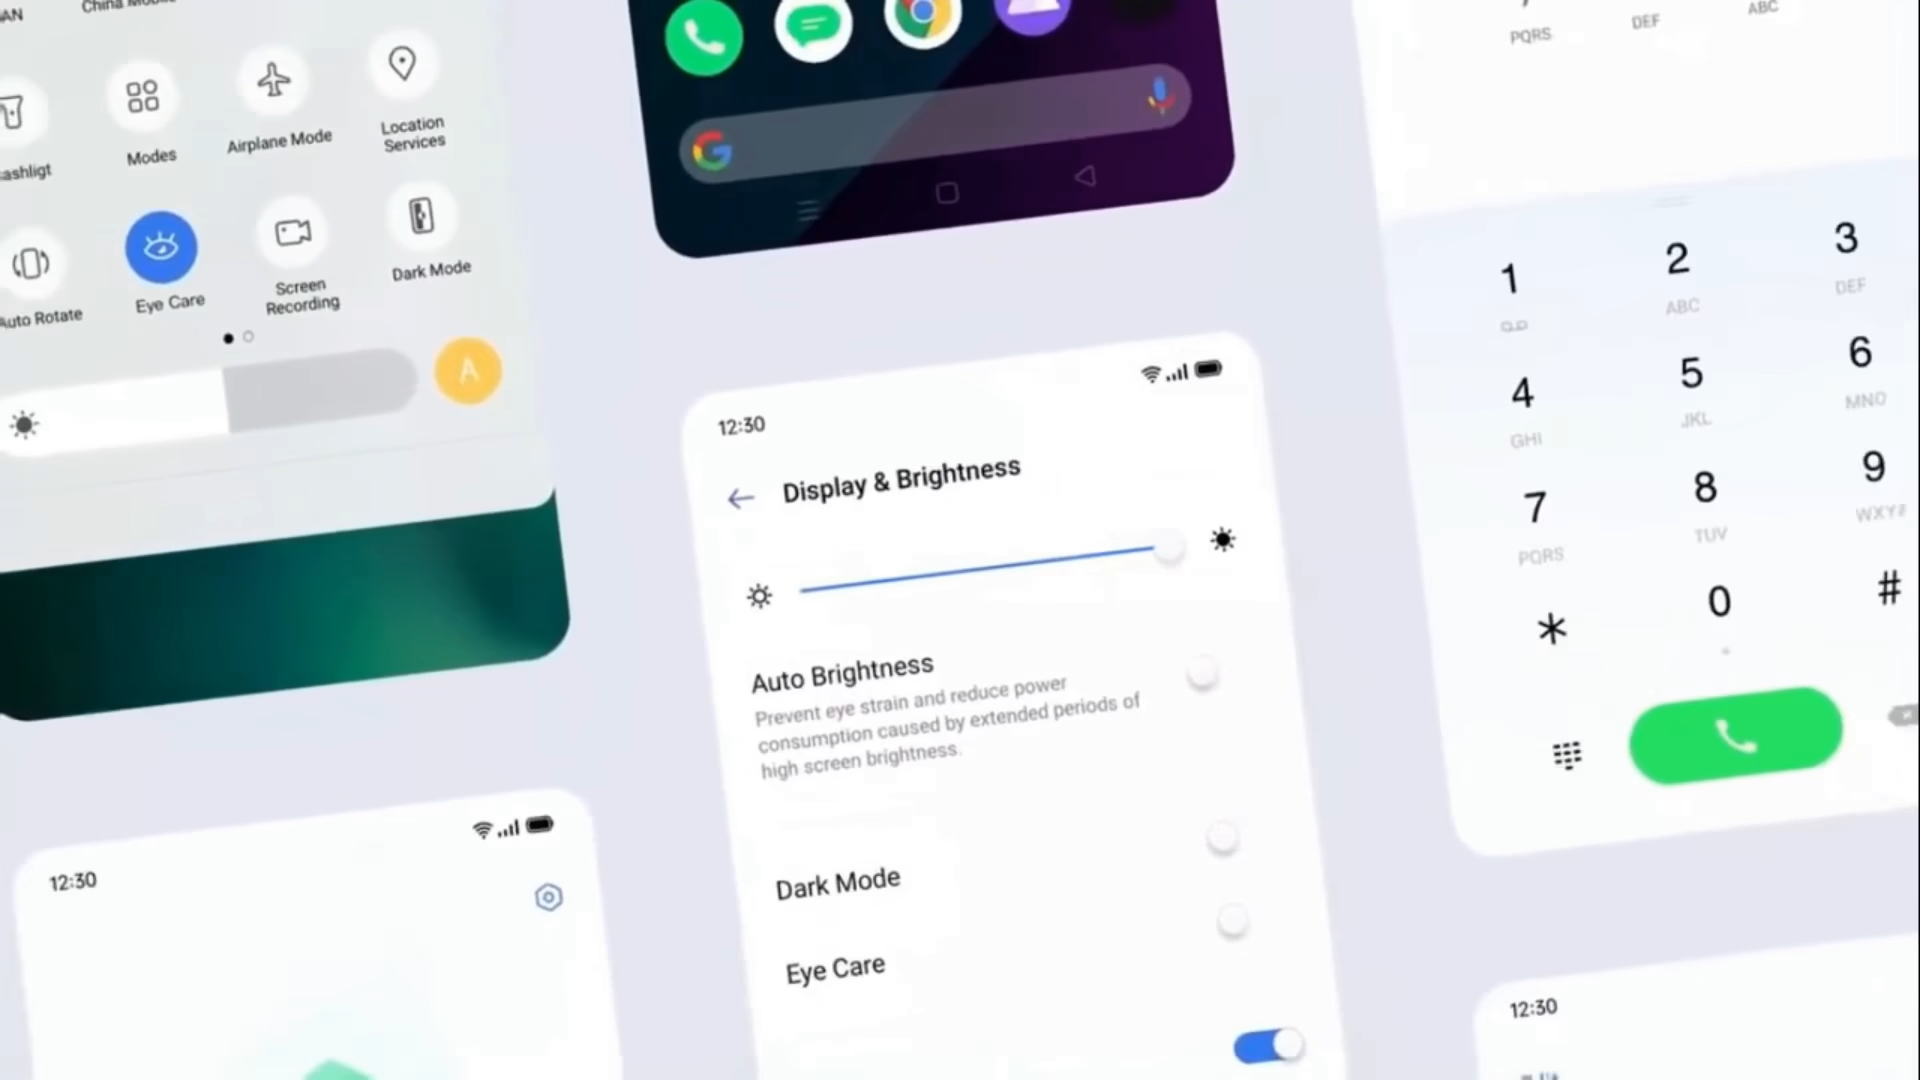 China Mobile
Modes
Airplane Mode
Location
Services
Auto Rotate
Eye Care
Screen
Recording
Dark Mode
A
12:30
G
12:30
Display & Brightness
Auto Brightness
Prevent eye strain and reduce power
consumption caused by extended periods of
high screen brightness.
Dark Mode
Eye Care
PQRS
DEF
ABC
1
2
ABC
3
DEF
4
GHI
5
JKL
6
MNO
7
PQRS
8
TUV
9
WXYZ
*
0
+
#
12:30